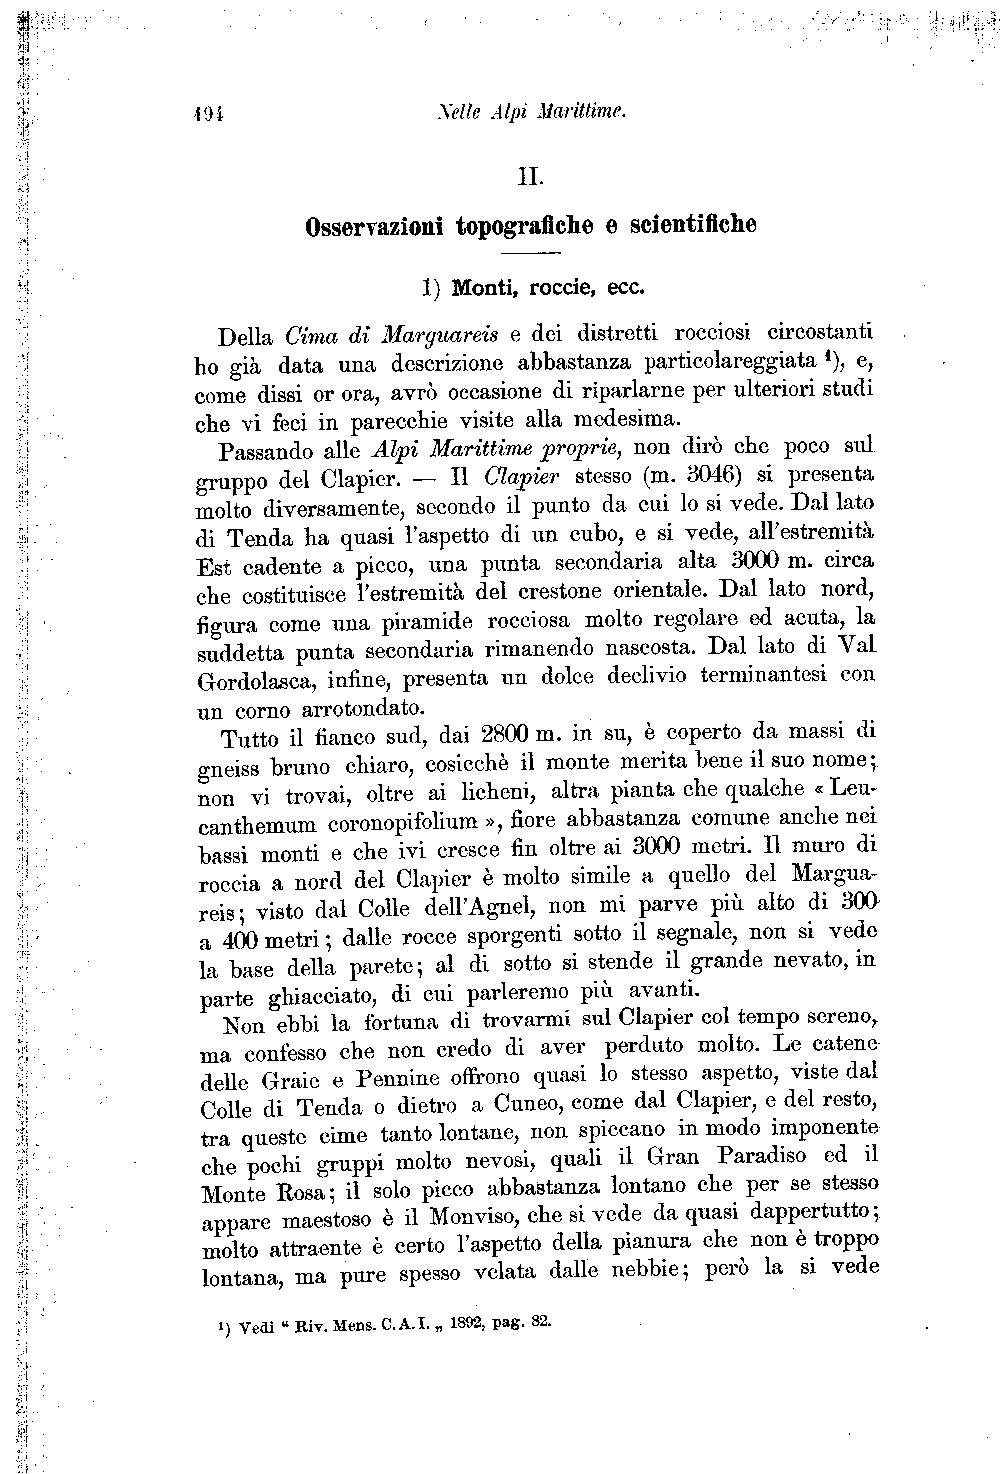 194 Nelle Alpi Marittime.
II.
Osservazioni topografiche e scientifiche
1) Monti, roccie, ecc.
Della Cima di Marguareis e dei distretti rocciosi circostanti
ho già data una descrizione abbastanza particolareggiata ¹), e,
come dissi or ora, avrò occasione di riparlarne per ulteriori studi
che vi feci in parecchie visite alla medesima.
Passando alle Alpi Marittime proprie, non dirò che poco sul
gruppo del Clapier. — Il Clapier stesso (m. 3046) si presenta
molto diversamente, secondo il punto da cui lo si vede. Dal lato
di Tenda ha quasi l'aspetto di un cubo, e si vede, all'estremità
Est cadente a picco, una punta secondaria alta 3000 m. circa
che costituisce l'estremità del crestone orientale. Dal lato nord,
figura come una piramide rocciosa molto regolare ed acuta, la
suddetta punta secondaria rimanendo nascosta. Dal lato di Val
Gordolasca, infine, presenta un dolce declivio terminantesi con
un corno arrotondato.
Tutto il fianco sud, dai 2800 m. in su, è coperto da massi di
gneiss bruno chiaro, cosicchè il monte merita bene il suo nome;
non vi trovai, oltre ai licheni, altra pianta che qualche « Leu-
canthemum coronopifolium », fiore abbastanza comune anche nei
bassi monti e che ivi cresce fin oltre ai 3000 metri. Il muro di
roccia a nord del Clapier è molto simile a quello del Margua-
reis; visto dal Colle dell'Agnel, non mi parve più alto di 300
a 400 metri; dalle rocce sporgenti sotto il segnale, non si vede
la base della parete; al di sotto si stende il grande nevato, in
parte ghiacciato, di cui parleremo più avanti.
Non ebbi la fortuna di trovarmi sul Clapier col tempo sereno,
ma confesso che non credo di aver perduto molto. Le catene
delle Graie e Pennine offrono quasi lo stesso aspetto, viste dal
Colle di Tenda o dietro a Cuneo, come dal Clapier, e del resto,
tra queste cime tanto lontane, non spiccano in modo imponente
che pochi gruppi molto nevosi, quali il Gran Paradiso ed il
Monte Rosa; il solo picco abbastanza lontano che per se stesso
appare maestoso è il Monviso, che si vede da quasi dappertutto;
molto attraente è certo l'aspetto della pianura che non è troppo
lontana, ma pure spesso velata dalle nebbie; però la si vede
¹) Vedi “ Riv. Mens. C. A. I. „ 1892, pag. 82.